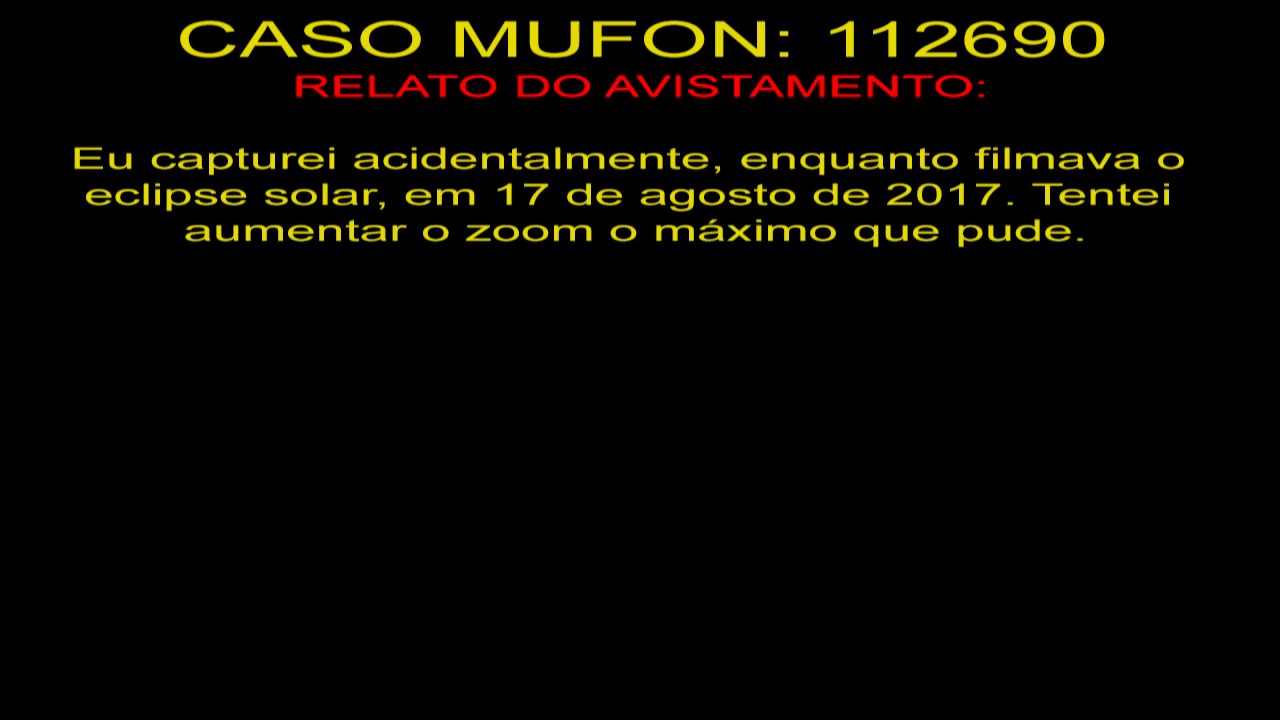 CASO MUFON: 112690
RELATO DO AVISTAMENTO:
Eu capturei acidentalmente, enquanto filmava o
eclipse solar, em 17 de agosto de 2017. Tentei
aumentar o zoom o máximo que pude.